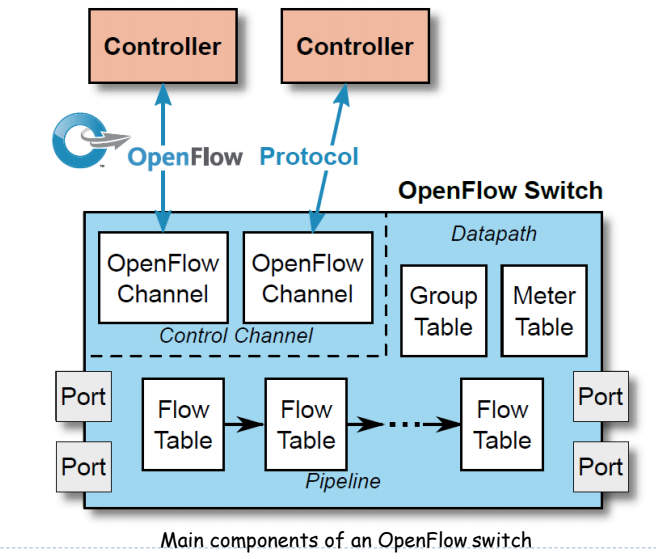 Controller
Controller
OpenFlow Protocol
OpenFlow Switch
Datapath
OpenFlow
Channel
OpenFlow
Channel
Control Channel
Group
Table
Meter
Table
Port
Port
Flow
Table
Flow
Table
Flow
Table
Pipeline
Port
Port
Main components of an OpenFlow switch